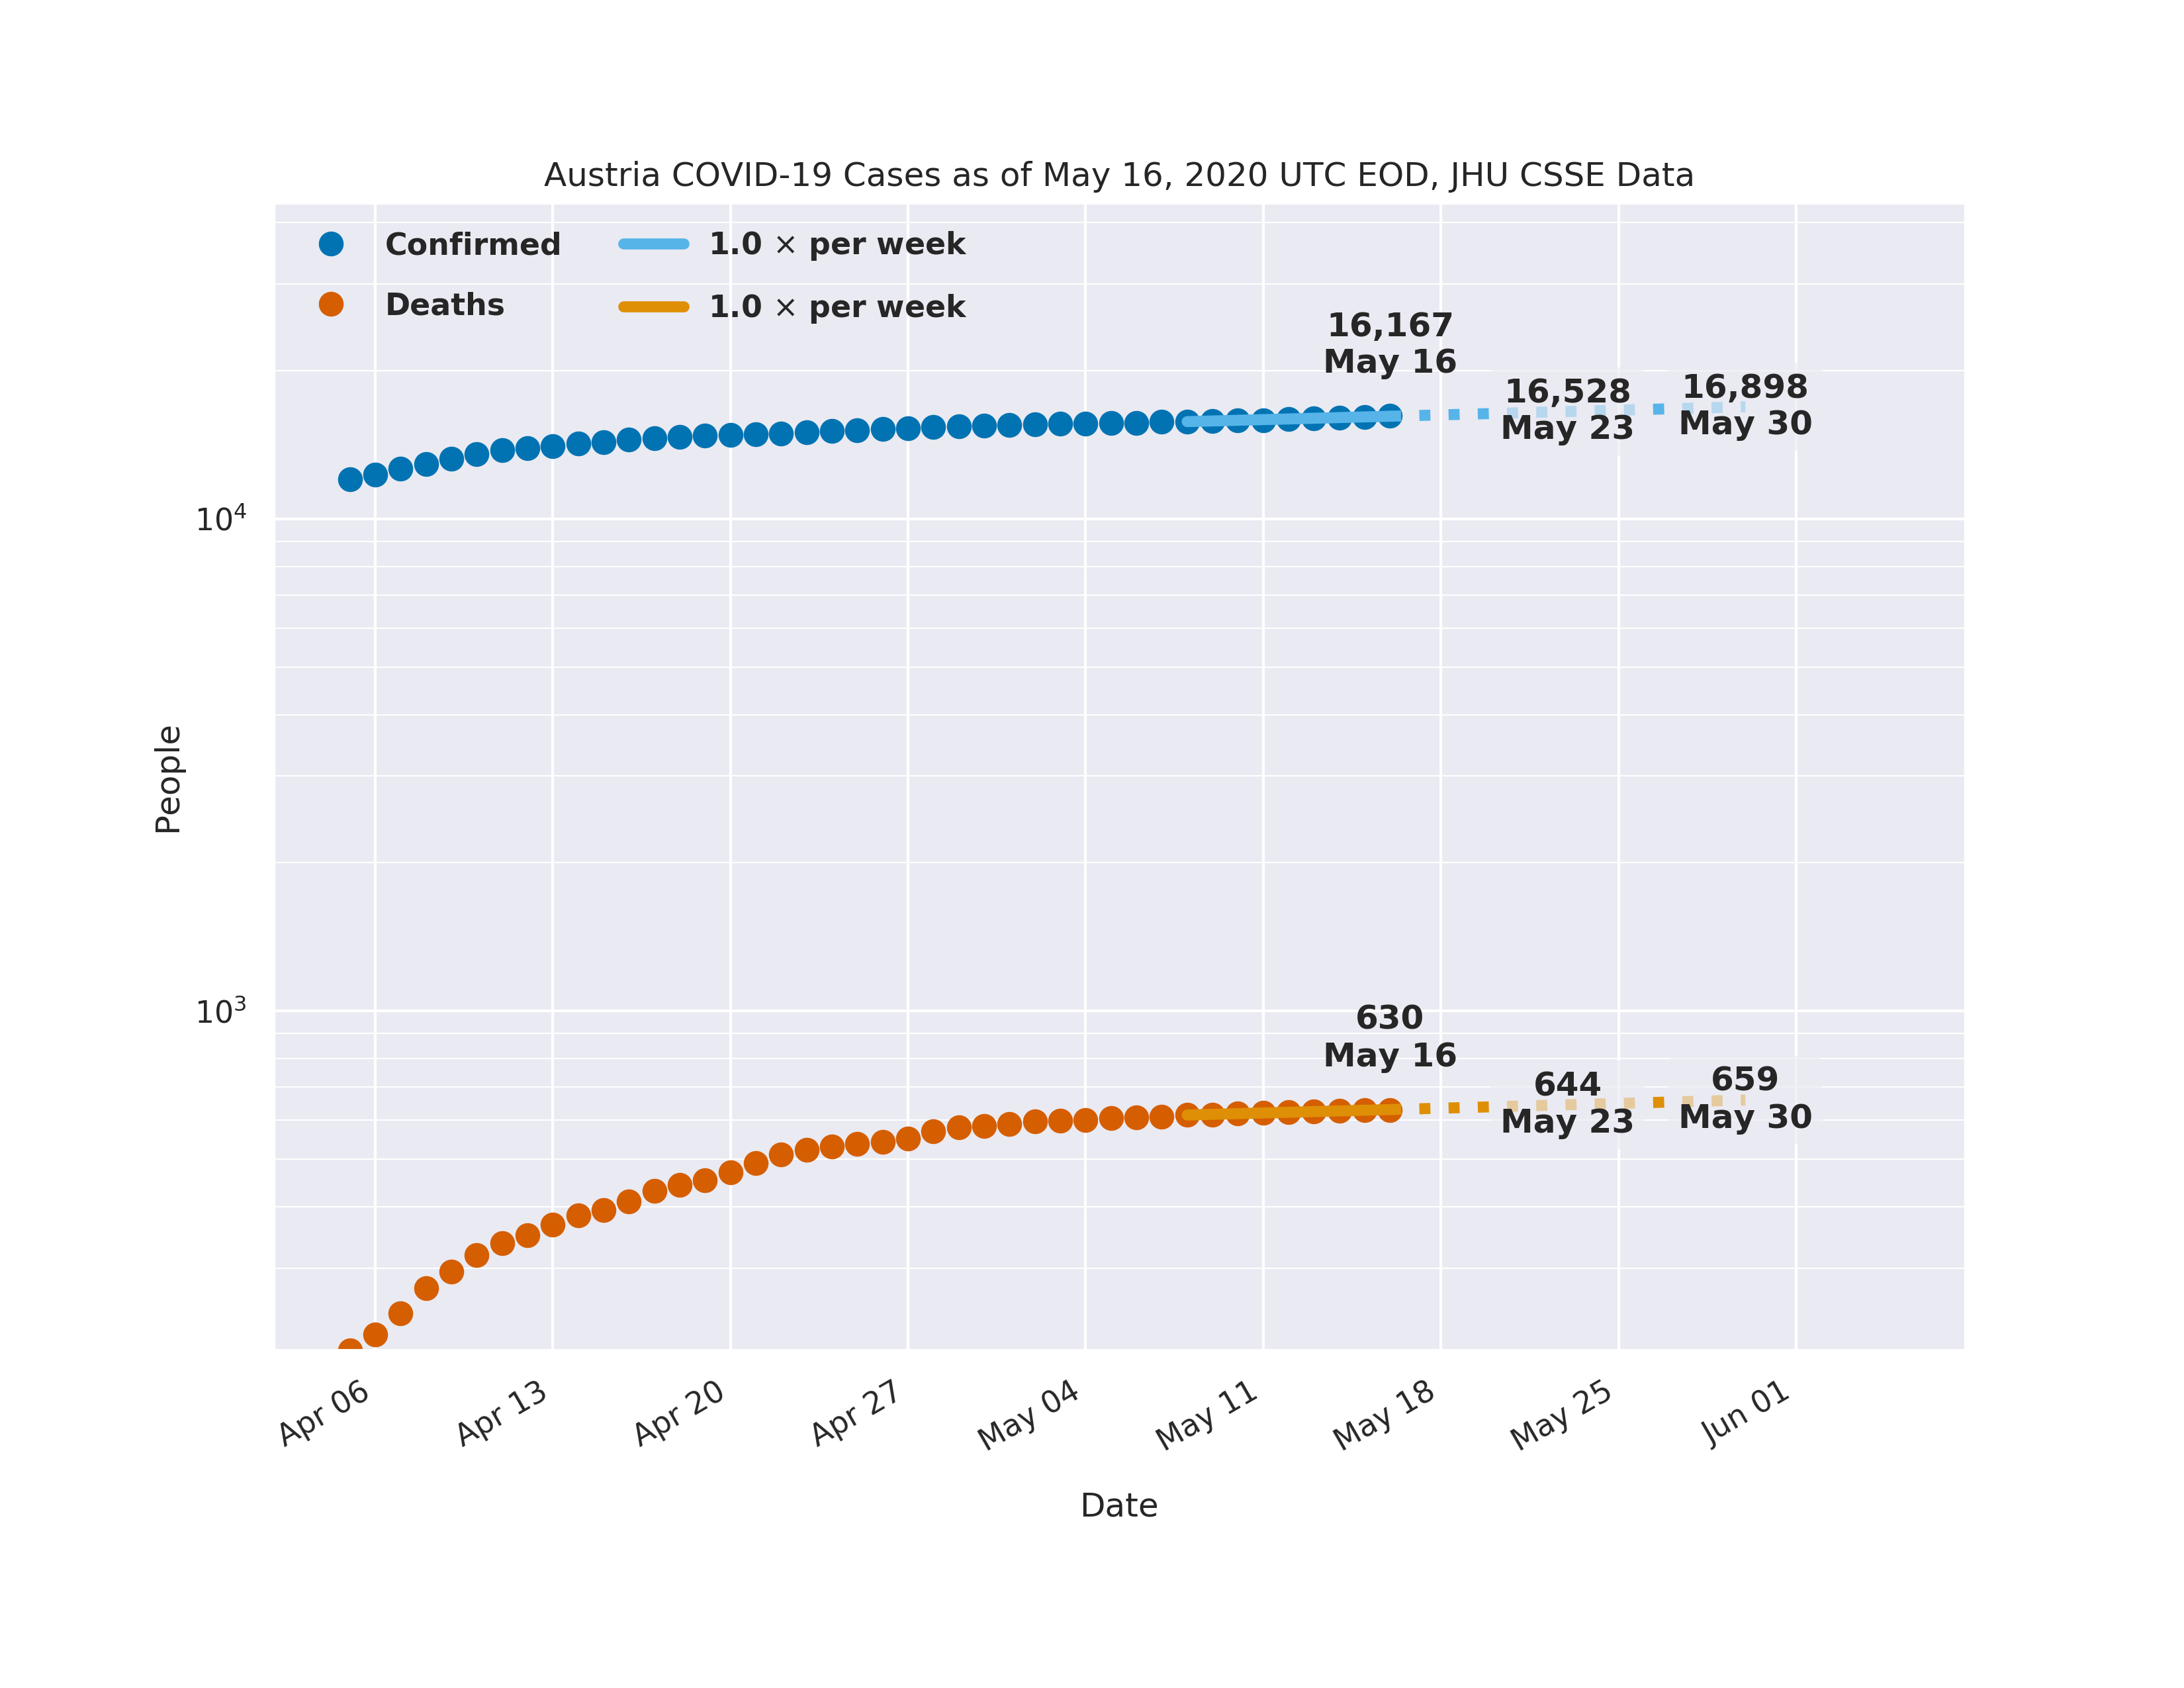 Austria COVID-19 Cases as of May 16, 2020 UTC EOD, JHU CSSE Data
Confirmed
Deaths
1.0 × per week
1.0 × per week
16,167
May 16
16,528
May 23
16,898
May 30
630
May 16
644
May 23
659
May 30
People
10⁴
10³
Apr 06
Apr 13
Apr 20
Apr 27
May 04
May 11
May 18
May 25
Jun 01
Date